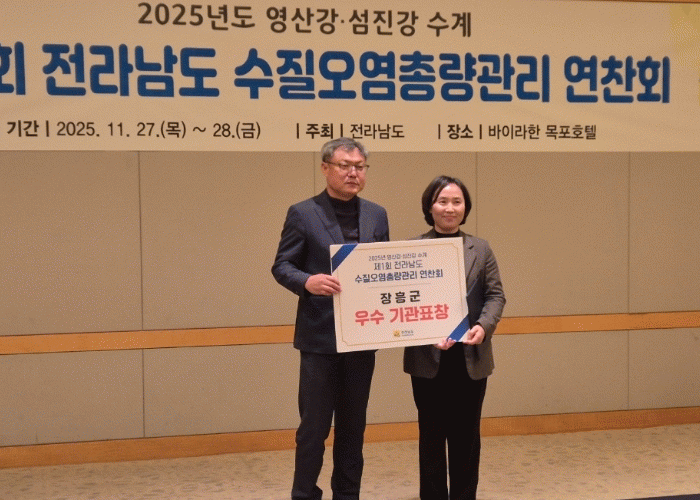 2025년도 영산강·섬진강 수계
회 전라남도 수질오염총량관리 연찬회
기간 | 2025. 11. 27.(목) ~ 28.(금) | 주최 | 전라남도 | 장소 | 바이라한 목포호텔
2025년 영산강·섬진강 수계
제1회 전라남도
수질오염총량관리 연찬회
장흥군
우수 기관표창